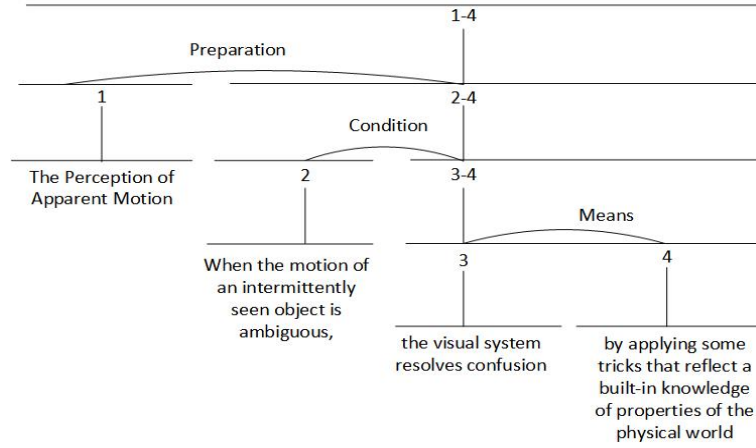 1-4
Preparation
1
2-4
Condition
The Perception of
Apparent Motion
2
3-4
Means
When the motion of
an intermittently
seen object is
ambiguous,
3
4
the visual system
resolves confusion
by applying some
tricks that reflect a
built-in knowledge
of properties of the
physical world